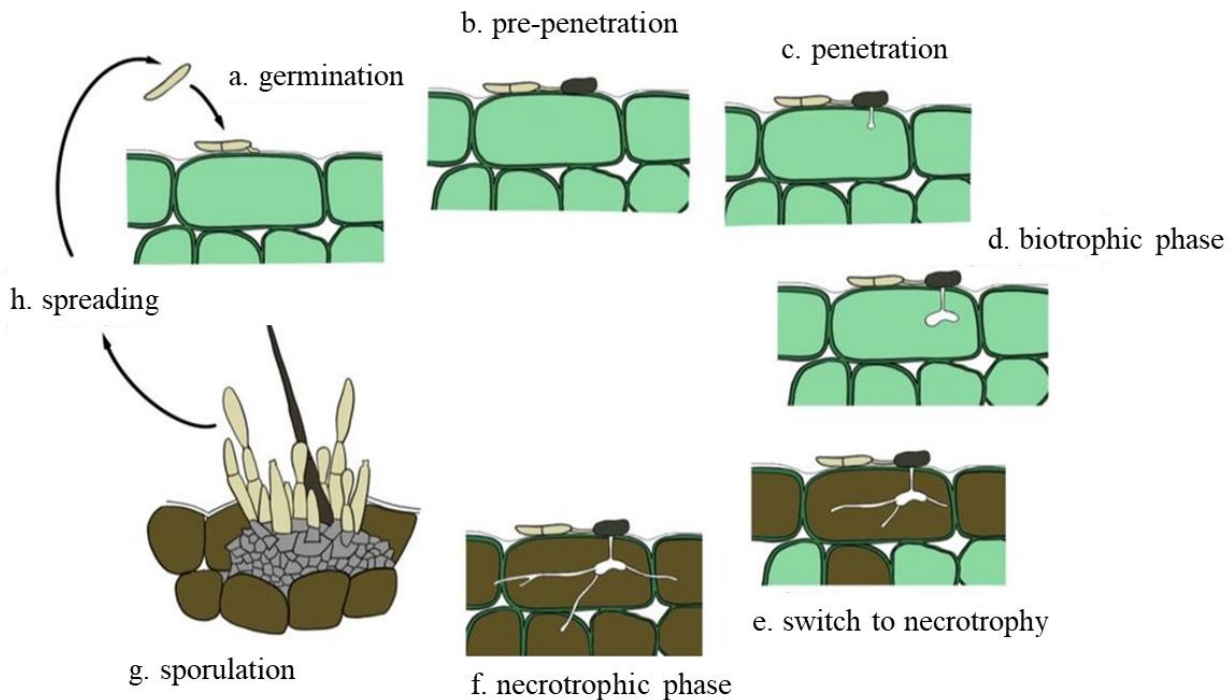 a. germination
b. pre-penetration
c. penetration
d. biotrophic phase
e. switch to necrotrophy
f. necrotrophic phase
g. sporulation
h. spreading